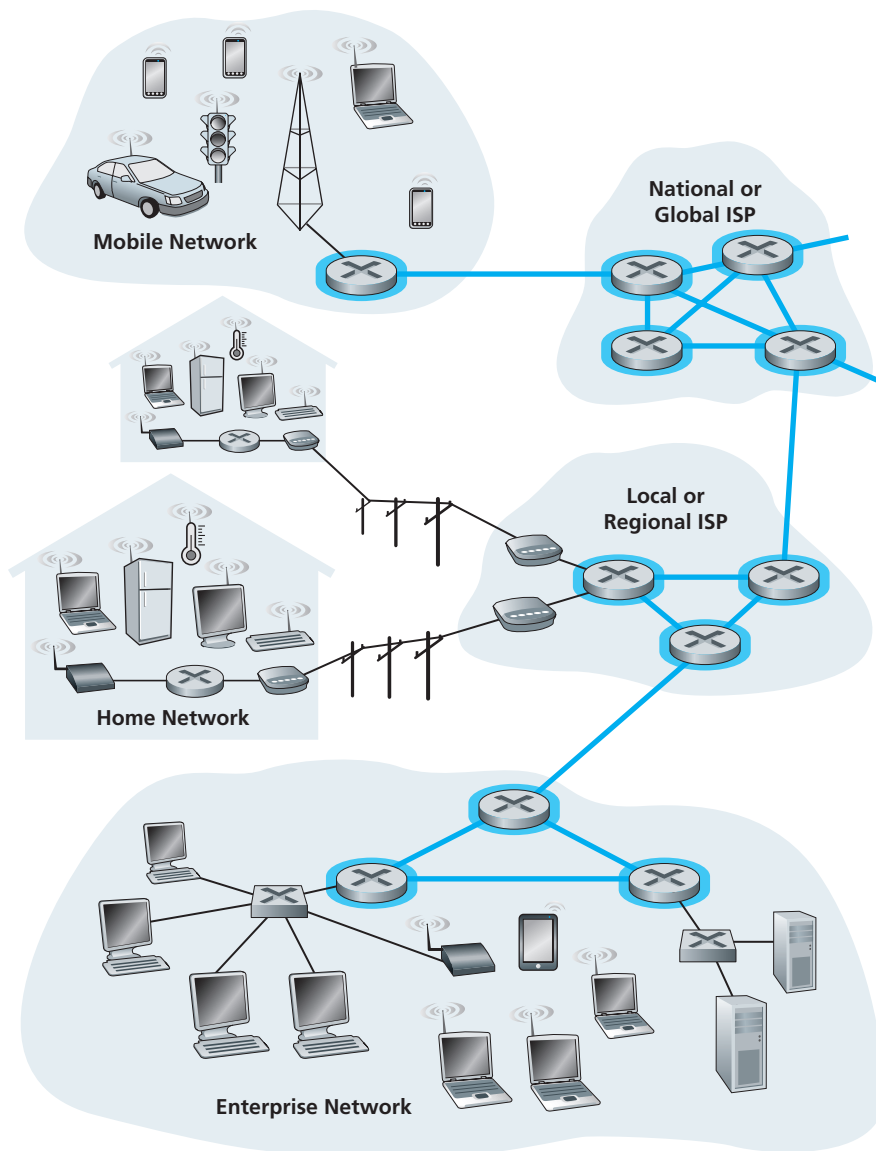 National or
Global ISP
Mobile Network
Local or
Regional ISP
Home Network
Enterprise Network